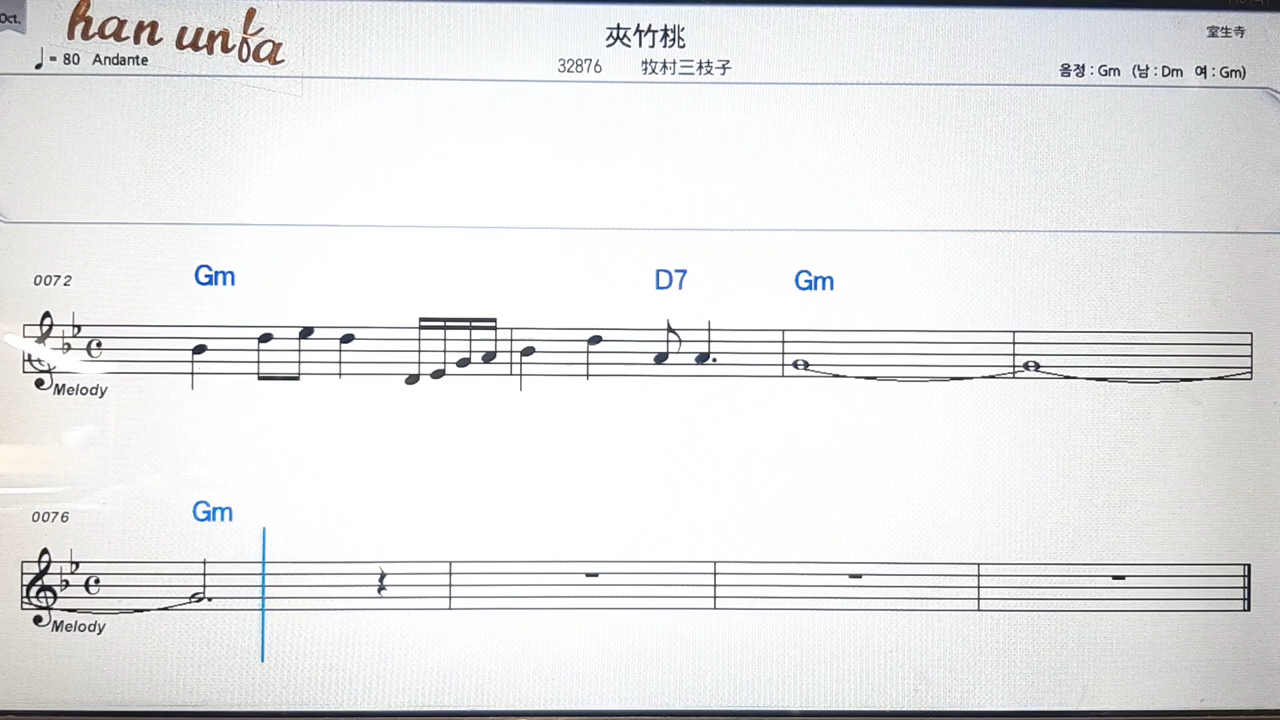 Oct.
han unfa
夾竹桃
室生寺
♩ = 80 Andante
32876 牧村三枝子
음정 : Gm (남 : Dm 여 : Gm)
0072 Gm D7 Gm
Melody
0076 Gm
Melody